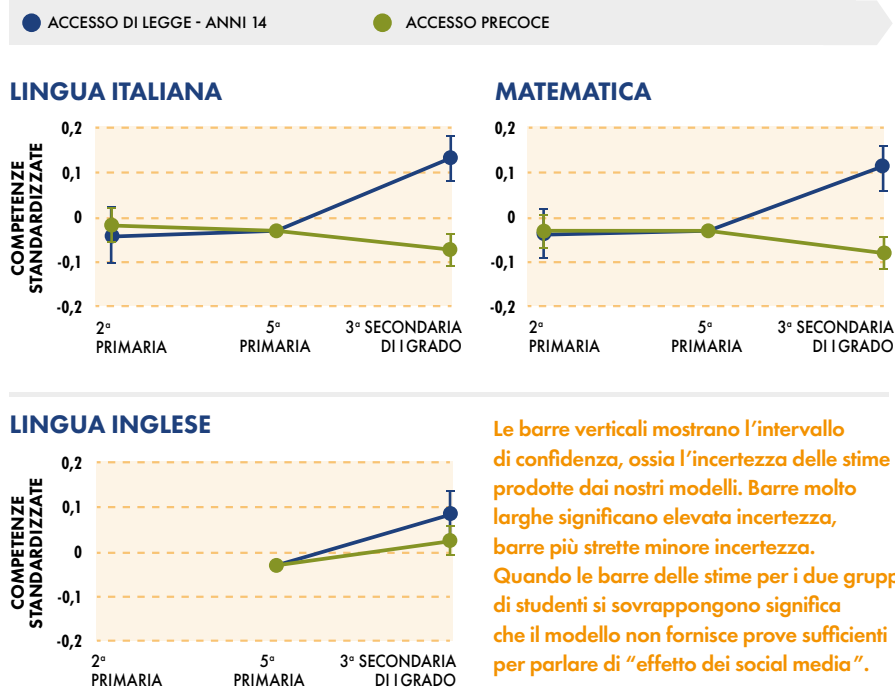 ACCESSO DI LEGGE - ANNI 14
ACCESSO PRECOCE
LINGUA ITALIANA
COMPETENZE
STANDARDIZZATE
0,2
0,1
0
-0,1
-0,2
2ª
PRIMARIA
5ª
PRIMARIA
3ª SECONDARIA
DI I GRADO
MATEMATICA
0,2
0,1
0
-0,1
-0,2
2ª
PRIMARIA
5ª
PRIMARIA
3ª SECONDARIA
DI I GRADO
LINGUA INGLESE
COMPETENZE
STANDARDIZZATE
0,2
0,1
0
-0,1
-0,2
2ª
PRIMARIA
5ª
PRIMARIA
3ª SECONDARIA
DI I GRADO
Le barre verticali mostrano l’intervallo
di confidenza, ossia l’incertezza delle stime
prodotte dai nostri modelli. Barre molto
larghe significano elevata incertezza,
barre più strette minore incertezza.
Quando le barre delle stime per i due grupp
di studenti si sovrappongono significa
che il modello non fornisce prove sufficienti
per parlare di “effetto dei social media”.